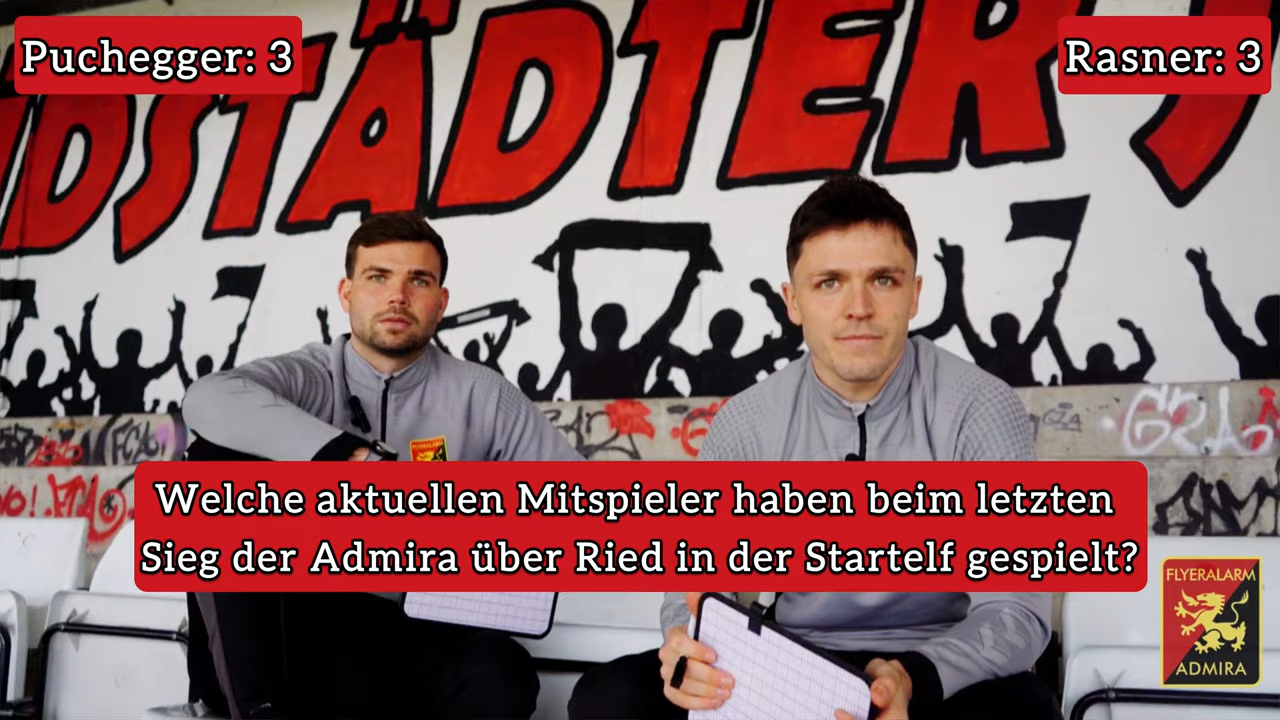 Puchegger: 3
Rasner: 3
DSTÄDTER
Welche aktuellen Mitspieler haben beim letzten
Sieg der Admira über Ried in der Startelf gespielt?
FLYERALARM
ADMIRA